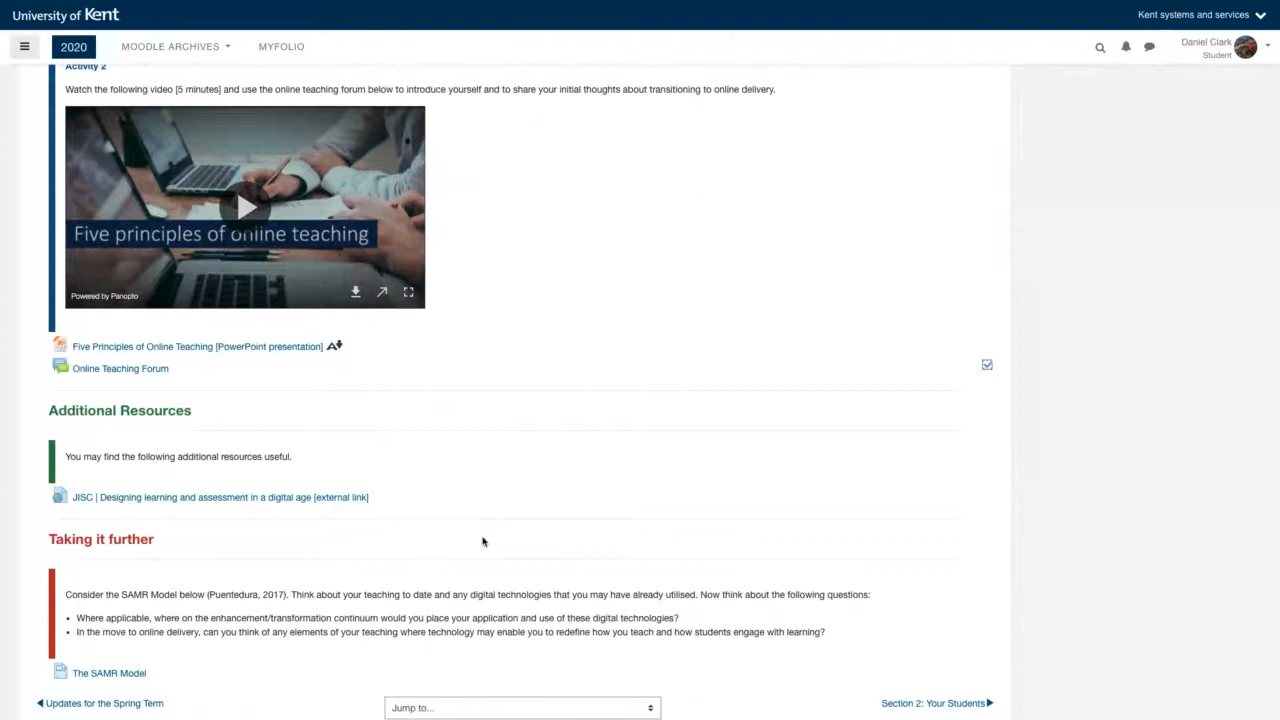 University of Kent
Kent systems and services
2020
MOODLE ARCHIVES
MYFOLIO
Daniel Clark
Student
Activity 2
Watch the following video [5 minutes] and use the online teaching forum below to introduce yourself and to share your initial thoughts about transitioning to online delivery.
Five principles of online teaching
Powered by Panopto
Five Principles of Online Teaching [PowerPoint presentation]
Online Teaching Forum
Additional Resources
You may find the following additional resources useful.
JISC | Designing learning and assessment in a digital age [external link]
Taking it further
Consider the SAMR Model below (Puentedura, 2017). Think about your teaching to date and any digital technologies that you may have already utilised. Now think about the following questions:
• Where applicable, where on the enhancement/transformation continuum would you place your application and use of these digital technologies?
• In the move to online delivery, can you think of any elements of your teaching where technology may enable you to redefine how you teach and how students engage with learning?
The SAMR Model
◀ Updates for the Spring Term
Jump to...
Section 2: Your Students ▶